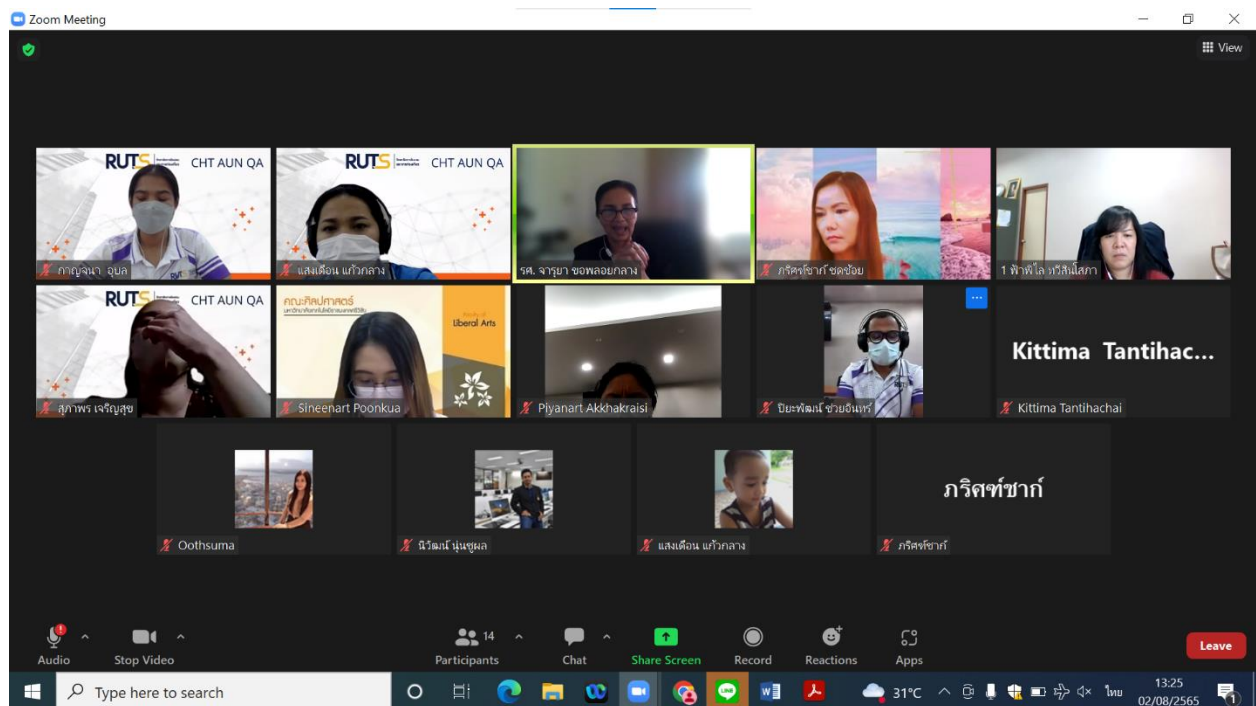 Zoom Meeting
View
RUTS CHT AUN QA
กาญจนา อุบล
RUTS CHT AUN QA
แสงเดือน แก้วกลาง
รศ. จารุยา ขอพลอยกลาง
ภริศฑ์ชาก์ ชดช้อย
1 ฟ้าพิไล ทวีสินโสภา
RUTS CHT AUN QA
สุภาพร เจริญสุข
คณะศิลปศาสตร์
Liberal Arts
Sineenart Poonkua
Piyanart Akkhakraisi
ปิยะพัฒน์ ช่วยอินทร์
Kittima Tantihac...
Kittima Tantihachai
Oothsuma
นิวัฒน์ นุ่นชูผล
แสงเดือน แก้วกลาง
ภริศฑ์ชาก์
ภริศฑ์ชาก์
Audio
Stop Video
14
Participants
Chat
Share Screen
Record
Reactions
Apps
Leave
Type here to search
31°C
ไทย
13:25
02/08/2565
1